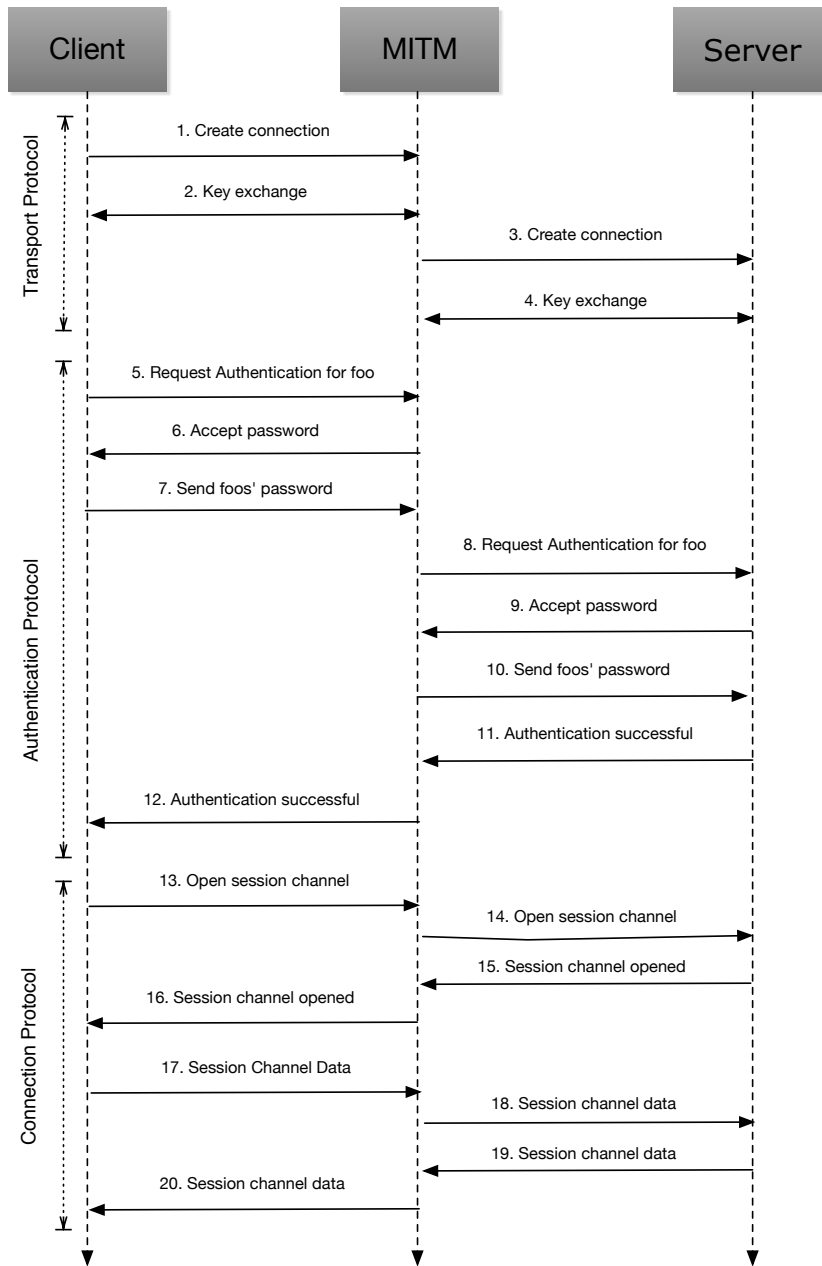 Client
MITM
Server
Transport Protocol
1. Create connection
2. Key exchange
3. Create connection
4. Key exchange
Authentication Protocol
5. Request Authentication for foo
6. Accept password
7. Send foos' password
8. Request Authentication for foo
9. Accept password
10. Send foos' password
11. Authentication successful
12. Authentication successful
Connection Protocol
13. Open session channel
14. Open session channel
15. Session channel opened
16. Session channel opened
17. Session Channel Data
18. Session channel data
19. Session channel data
20. Session channel data